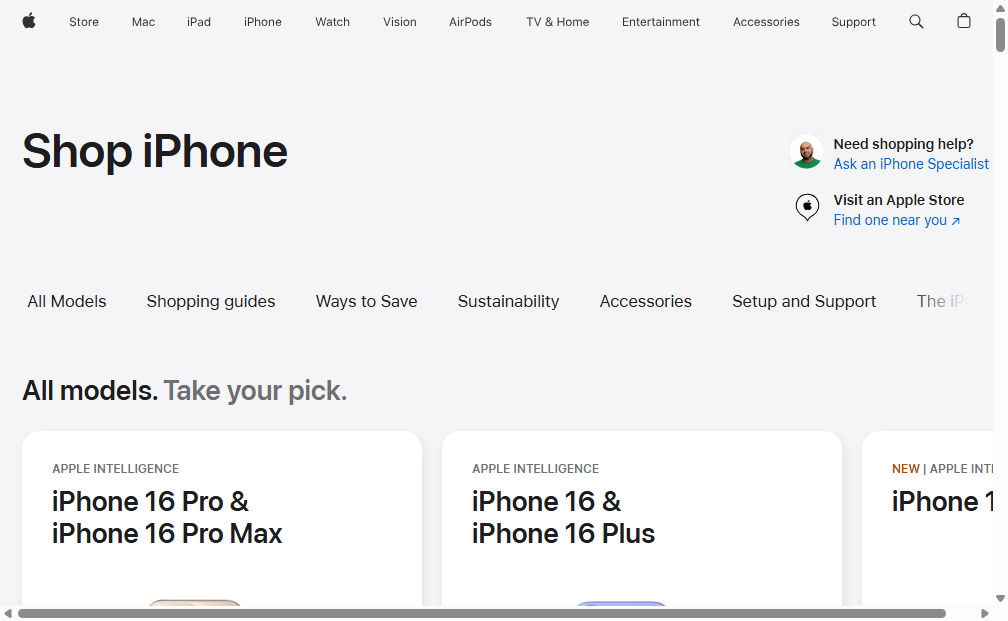 Store Mac iPad iPhone Watch Vision AirPods TV & Home Entertainment Accessories Support
Shop iPhone
Need shopping help?
Ask an iPhone Specialist
Visit an Apple Store
Find one near you ↗
All Models Shopping guides Ways to Save Sustainability Accessories Setup and Support The iP
All models. Take your pick.
APPLE INTELLIGENCE
iPhone 16 Pro &
iPhone 16 Pro Max
APPLE INTELLIGENCE
iPhone 16 &
iPhone 16 Plus
NEW | APPLE INT
iPhone 1